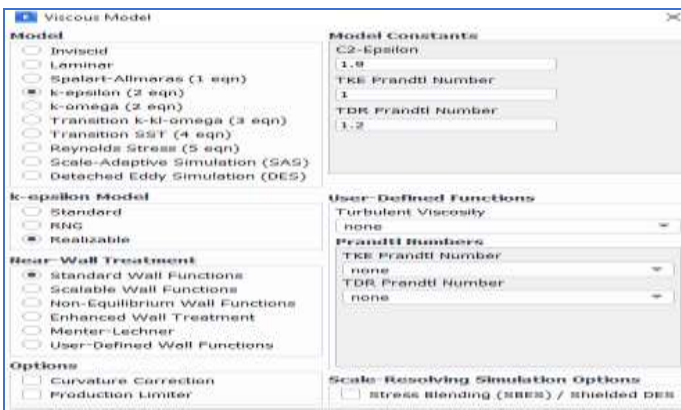 Viscous Model
Model
Inviscid
Laminar
Spalart-Allmaras (1 eqn)
k-epsilon (2 eqn)
k-omega (2 eqn)
Transition k-kl-omega (3 eqn)
Transition SST (4 eqn)
Reynolds Stress (5 eqn)
Scale-Adaptive Simulation (SAS)
Detached Eddy Simulation (DES)
k-epsilon Model
Standard
RNG
Realizable
Near-Wall Treatment
Standard Wall Functions
Scalable Wall Functions
Non-Equilibrium Wall Functions
Enhanced Wall Treatment
Menter-Lechner
User-Defined Wall Functions
Options
Curvature Correction
Production Limiter
Model Constants
C2-Epsilon
1.9
TKE Prandtl Number
1
TDR Prandtl Number
1.2
User-Defined Functions
Turbulent Viscosity
none
Prandtl Numbers
TKE Prandtl Number
none
TDR Prandtl Number
none
Scale-Resolving Simulation Options
Stress Blending (SBES) / Shielded DES